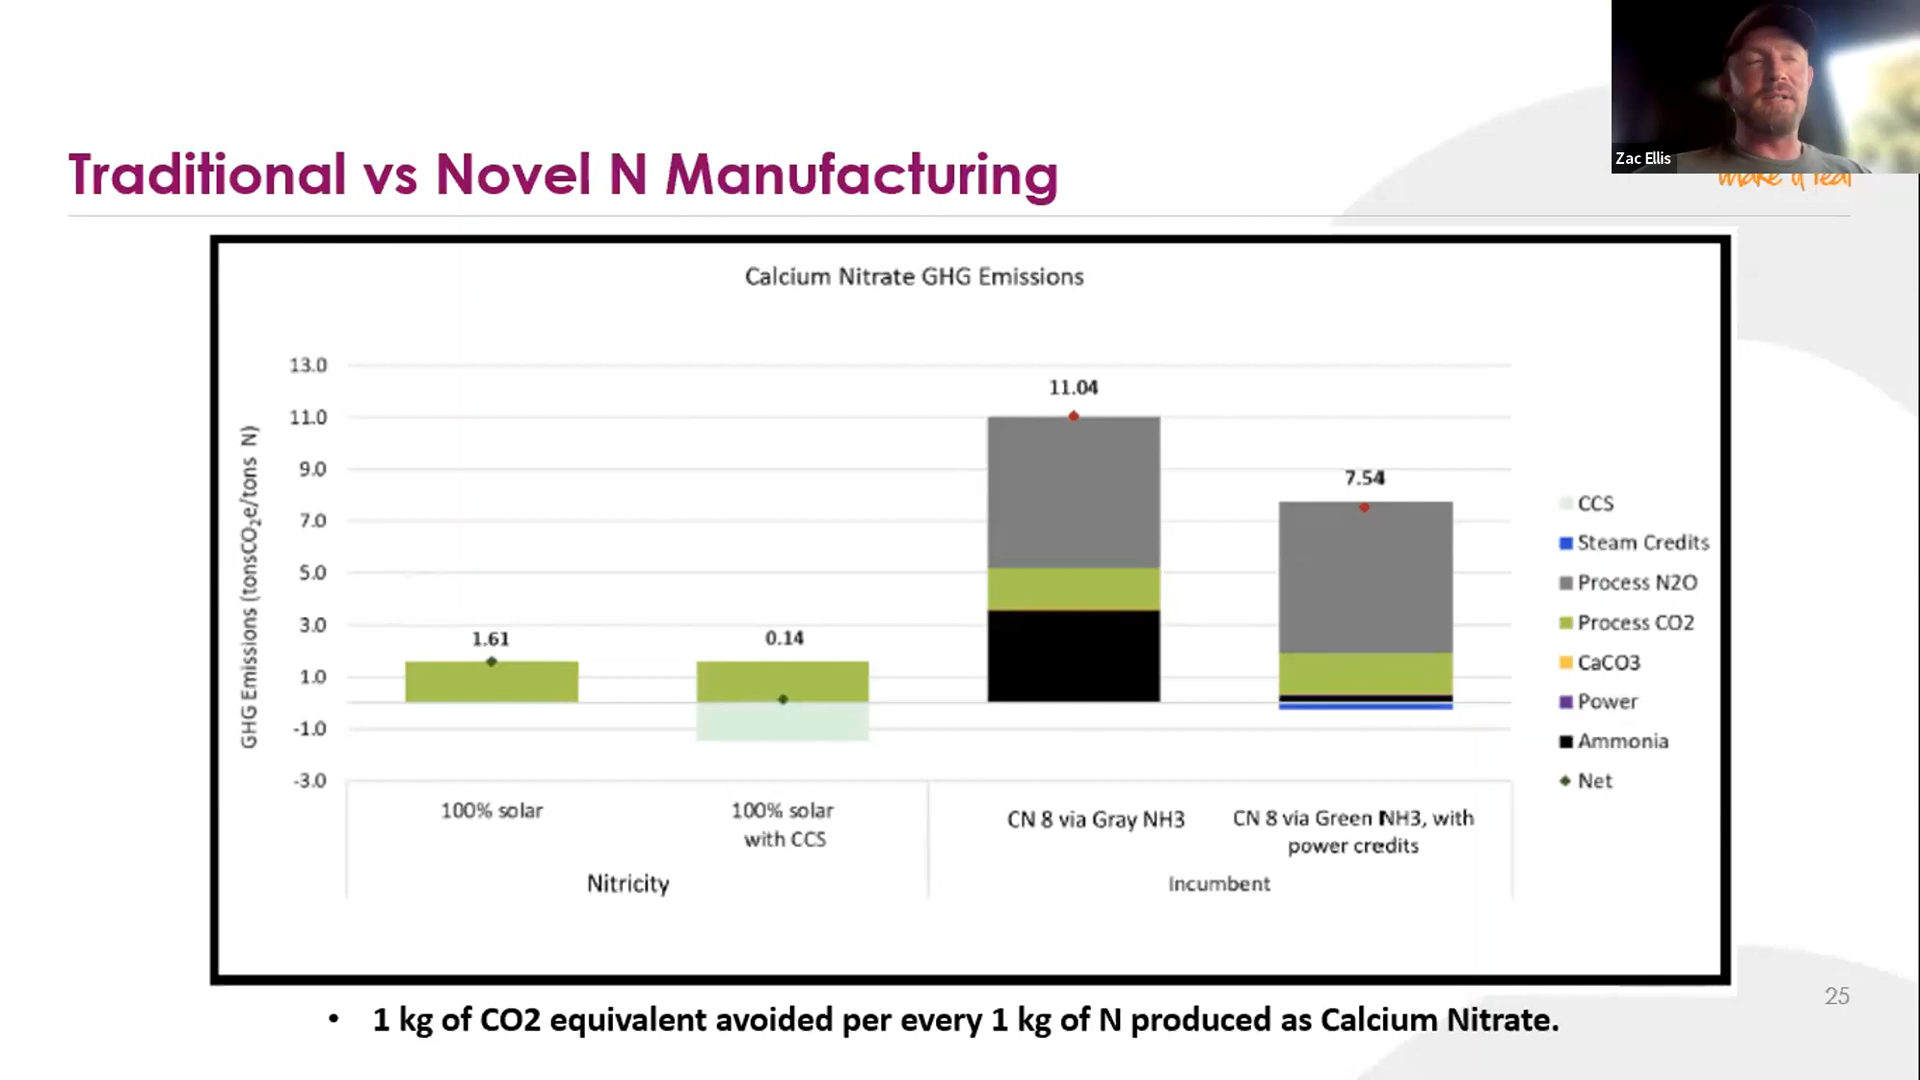 Zac Ellis
make it real
Traditional vs Novel N Manufacturing
Calcium Nitrate GHG Emissions
GHG Emissions (tonsCO₂e/tons N)
13.0
11.0
9.0
7.0
5.0
3.0
1.0
-1.0
-3.0
1.61
0.14
11.04
7.54
100% solar
100% solar
with CCS
CN 8 via Gray NH3
CN 8 via Green NH3, with
power credits
Nitricity
Incumbent
CCS
Steam Credits
Process N2O
Process CO2
CaCO3
Power
Ammonia
Net
25
• 1 kg of CO2 equivalent avoided per every 1 kg of N produced as Calcium Nitrate.